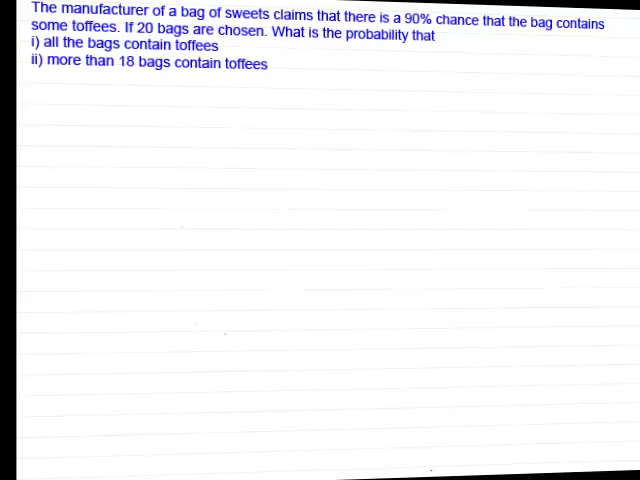 The manufacturer of a bag of sweets claims that there is a 90% chance that the bag contains
some toffees. If 20 bags are chosen. What is the probability that
i) all the bags contain toffees
ii) more than 18 bags contain toffees